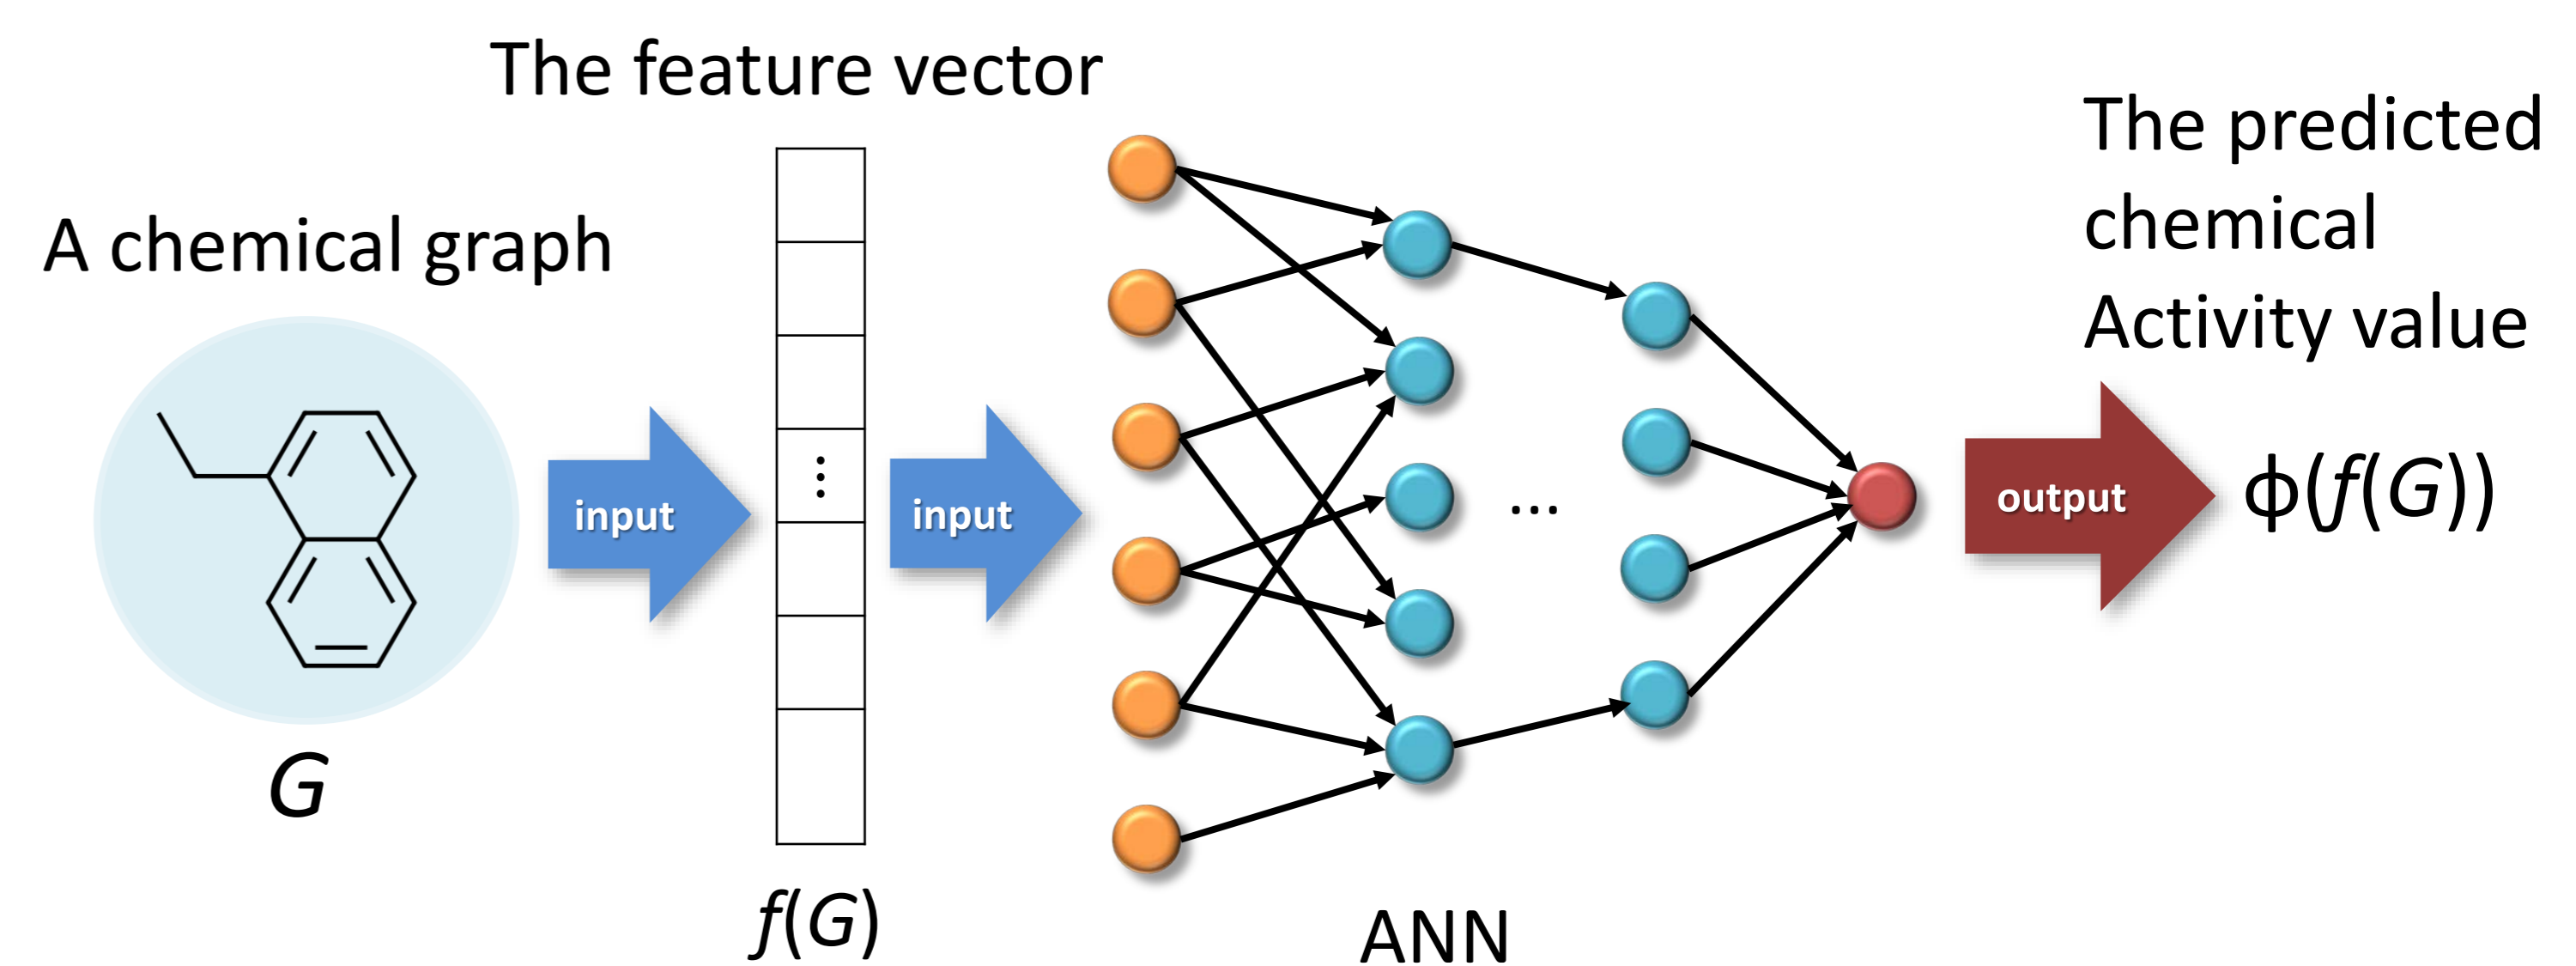 The feature vector
A chemical graph
G
input
f(G)
input
...
ANN
The predicted
chemical
Activity value
output
ϕ(f(G))